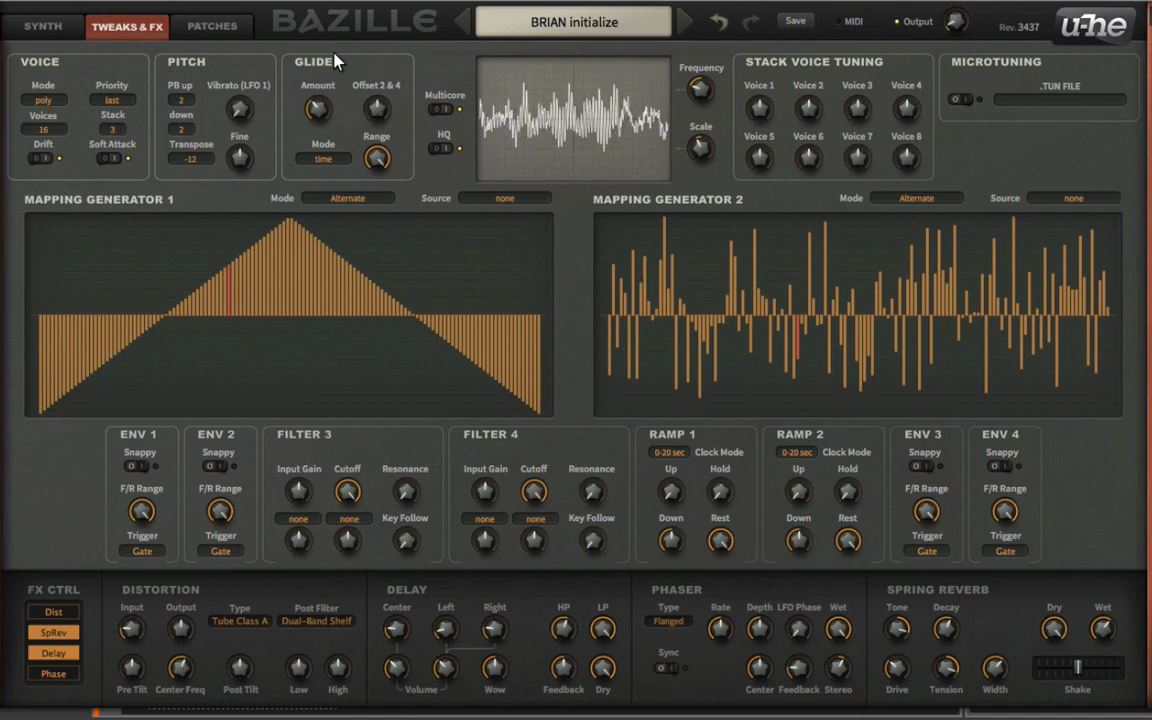 SYNTH TWEAKS & FX PATCHES BAZILLE BRIAN initialize Save MIDI Output Rev. 3437 u-he
VOICE
Mode Priority
poly last
Voices Stack
16 3
Drift Soft Attack
PITCH
PB up Vibrato (LFO 1)
2
down Fine
2
Transpose
-12
GLIDE
Amount Offset 2 & 4
Mode Range
time
Multicore
HQ
Frequency
Scale
STACK VOICE TUNING
Voice 1 Voice 2 Voice 3 Voice 4
Voice 5 Voice 6 Voice 7 Voice 8
MICROTUNING
.TUN FILE
MAPPING GENERATOR 1 Mode Alternate Source none
MAPPING GENERATOR 2 Mode Alternate Source none
ENV 1
Snappy
F/R Range
Trigger
Gate
ENV 2
Snappy
F/R Range
Trigger
Gate
FILTER 3
Input Gain Cutoff Resonance
none none Key Follow
FILTER 4
Input Gain Cutoff Resonance
none none Key Follow
RAMP 1
0-20 sec Clock Mode
Up Hold
Down Rest
RAMP 2
0-20 sec Clock Mode
Up Hold
Down Rest
ENV 3
Snappy
F/R Range
Trigger
Gate
ENV 4
Snappy
F/R Range
Trigger
Gate
FX CTRL
Dist
SpRev
Delay
Phase
DISTORTION
Input Output Type Post Filter
Tube Class A Dual-Band Shelf
Pre Tilt Center Freq Post Tilt Low High
DELAY
Center Left Right HP LP
Volume Wow Feedback Dry
PHASER
Type Rate Depth LFO Phase Wet
Flanged
Sync
Center Feedback Stereo
SPRING REVERB
Tone Decay Dry Wet
Drive Tension Width Shake